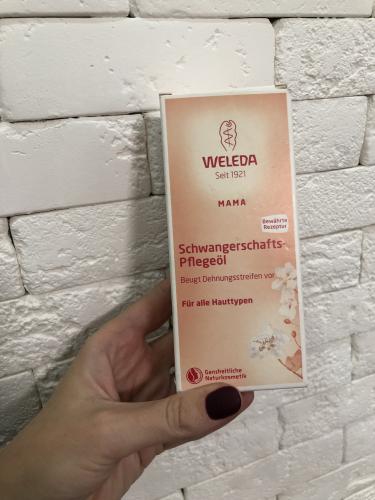 WELEDA
Seit 1921
MAMA
Bewährte
Rezeptur
Schwangerschafts-
Pflegeöl
Beugt Dehnungsstreifen vor
Für alle Hauttypen
Ganzheitliche
Naturkosmetik